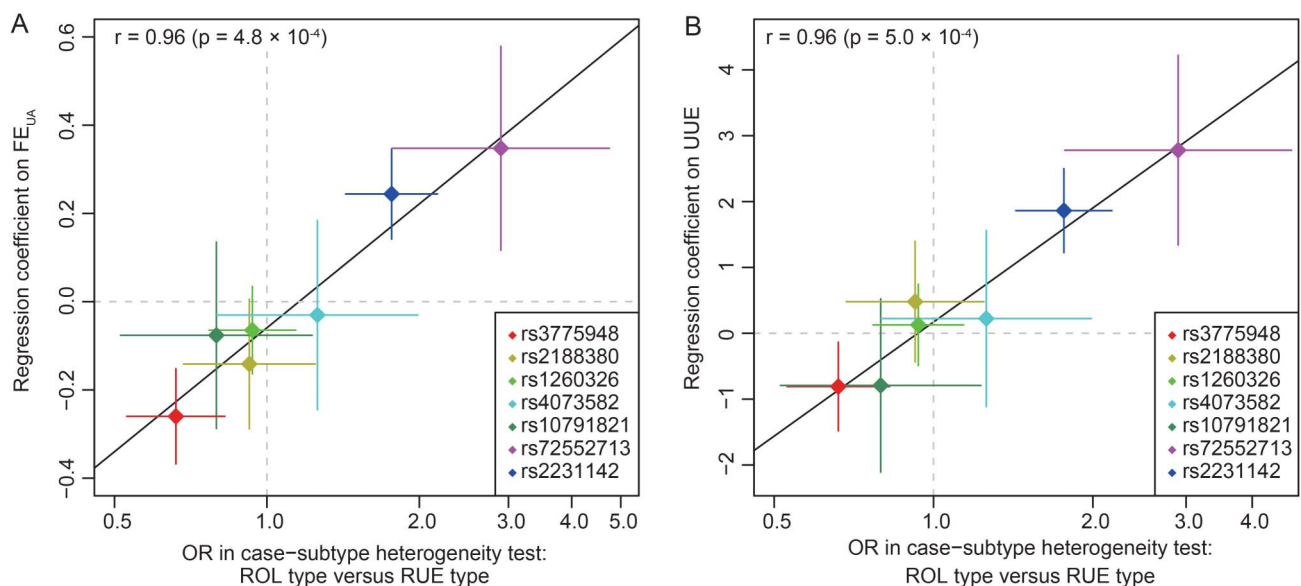 A
r = 0.96 (p = 4.8 × 10⁻⁴)
Regression coefficient on FE_UA
0.6
0.4
0.2
0.0
−0.2
−0.4
rs3775948
rs2188380
rs1260326
rs4073582
rs10791821
rs72552713
rs2231142
0.5 1.0 2.0 3.0 4.0 5.0
OR in case−subtype heterogeneity test:
ROL type versus RUE type
B
r = 0.96 (p = 5.0 × 10⁻⁴)
Regression coefficient on UUE
4
3
2
1
0
−1
−2
rs3775948
rs2188380
rs1260326
rs4073582
rs10791821
rs72552713
rs2231142
0.5 1.0 2.0 3.0 4.0
OR in case−subtype heterogeneity test:
ROL type versus RUE type